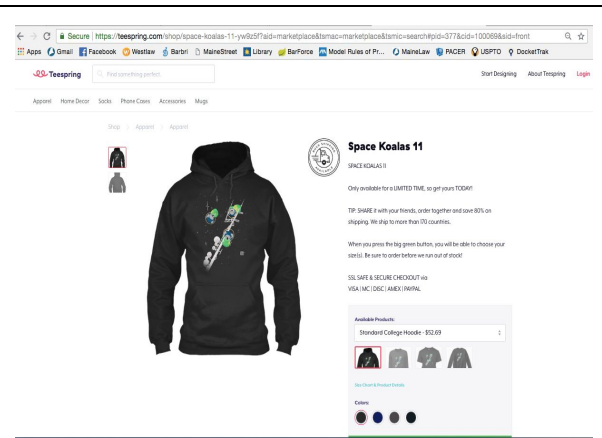 Secure https://teespring.com/shop/space-koalas-11-yw9z5f?aid=marketplace&tsmac=marketplace&tsmic=search#pid=377&cid=100069&sid=front
Apps Gmail Facebook Westlaw Barbri MaineStreet Library BarForce Model Rules of Pr... MaineLaw PACER USPTO DocketTrak
Teespring Find something perfect. Start Designing About Teespring Login
Apparel Home Decor Socks Phone Cases Accessories Mugs
Shop Apparel Apparel
Space Koalas 11
SPACE KOALAS 11
Only available for a LIMITED TIME, so get yours TODAY!
TIP: SHARE it with your friends, order together and save 80% on
shipping. We ship to more than 170 countries.
When you press the big green button, you will be able to choose your
size(s). Be sure to order before we run out of stock!
SSL SAFE & SECURE CHECKOUT via
VISA | MC | DISC | AMEX | PAYPAL
Available Products:
Standard College Hoodie - $52.69
Size Chart & Product Details
Colors: